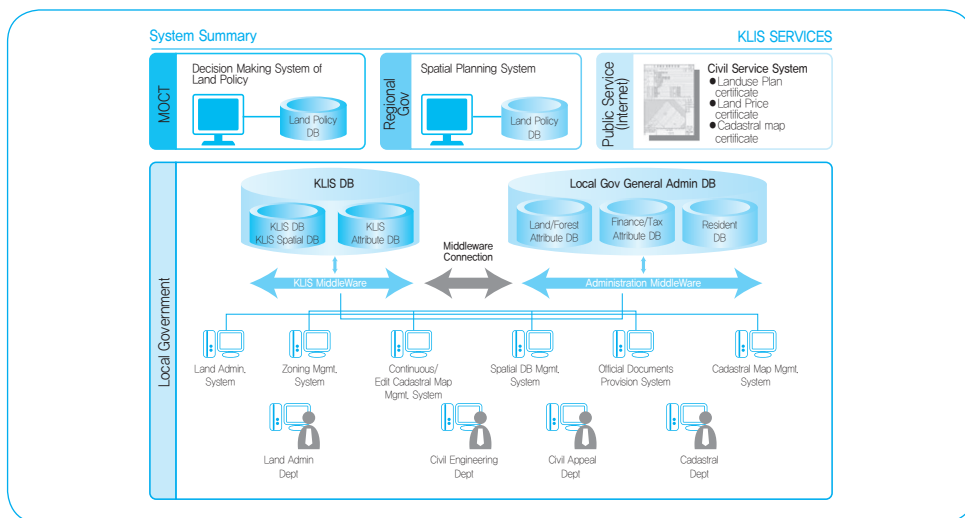 System Summary
KLIS SERVICES
MOCT
Decision Making System of
Land Policy
Land Policy
DB
Regional
Gov
Spatial Planning System
Land Policy
DB
Public Service
(Internet)
Civil Service System
●Landuse Plan
certificate
●Land Price
certificate
●Cadastral map
certificate
Local Government
KLIS DB
KLIS DB
KLIS Spatial DB
KLIS
Attribute DB
Local Gov General Admin DB
Land/Forest
Attribute DB
Finance/Tax
Attribute DB
Resident
DB
Middleware
Connection
KLIS MiddleWare
Administration MiddleWare
Land Admin.
System
Zoning Mgmt.
System
Continuous/
Edit Cadastral Map
Mgmt. System
Spatial DB Mgmt.
System
Official Documents
Provision System
Cadastral Map Mgmt.
System
Land Admin
Dept
Civil Engineering
Dept
Civil Appeal
Dept
Cadastral
Dept